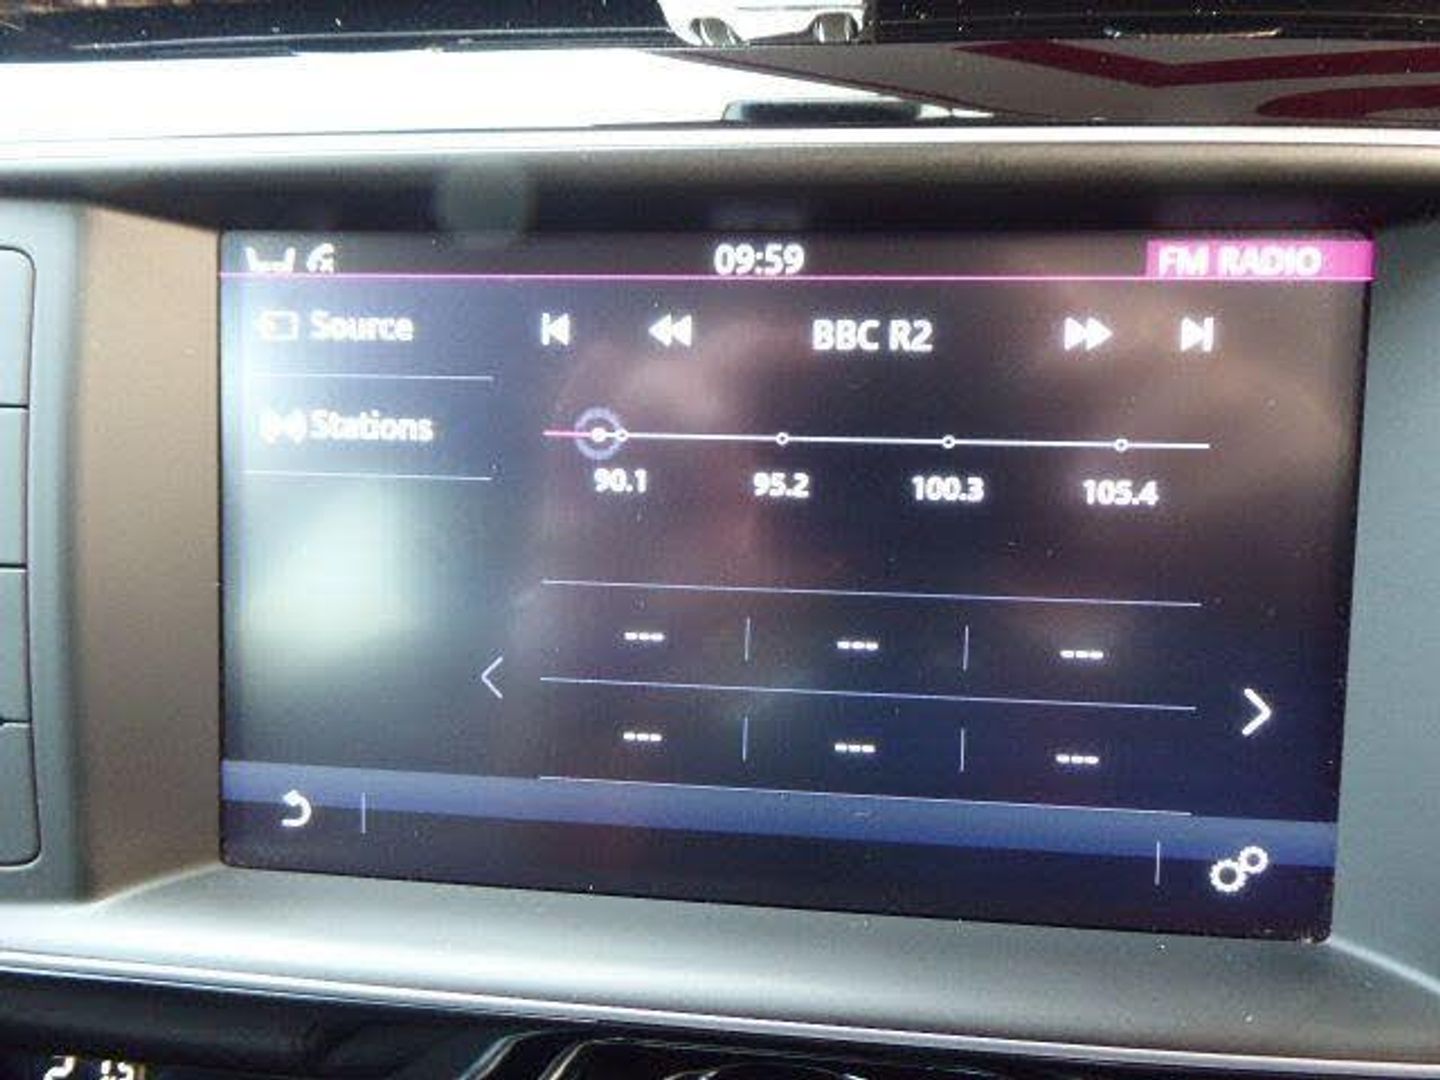 09:59
FM RADIO
Source
BBC R2
Stations
90.1 95.2 100.3 105.4
--- --- ---
--- --- ---